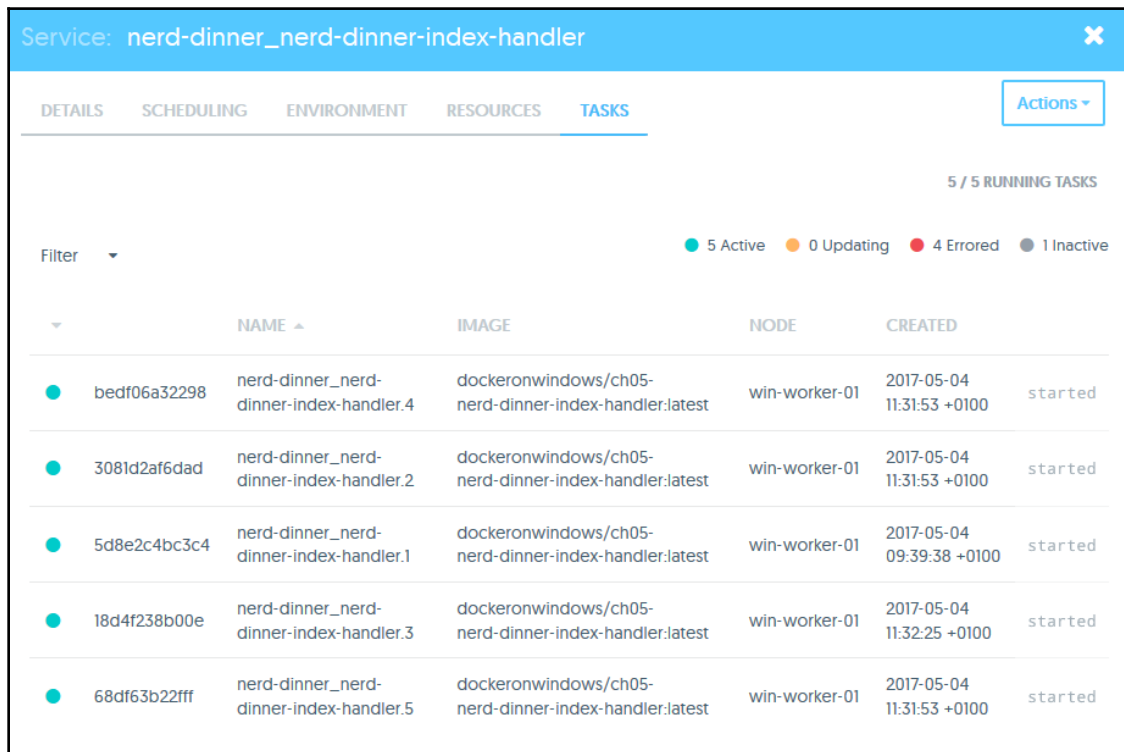 Service: nerd-dinner_nerd-dinner-index-handler
DETAILS SCHEDULING ENVIRONMENT RESOURCES TASKS Actions
5 / 5 RUNNING TASKS
Filter 5 Active 0 Updating 4 Errored 1 Inactive
NAME IMAGE NODE CREATED
bedf06a32298 nerd-dinner_nerd-dinner-index-handler.4 dockeronwindows/ch05-nerd-dinner-index-handler:latest win-worker-01 2017-05-04 11:31:53 +0100 started
3081d2af6dad nerd-dinner_nerd-dinner-index-handler.2 dockeronwindows/ch05-nerd-dinner-index-handler:latest win-worker-01 2017-05-04 11:31:53 +0100 started
5d8e2c4bc3c4 nerd-dinner_nerd-dinner-index-handler.1 dockeronwindows/ch05-nerd-dinner-index-handler:latest win-worker-01 2017-05-04 09:39:38 +0100 started
18d4f238b00e nerd-dinner_nerd-dinner-index-handler.3 dockeronwindows/ch05-nerd-dinner-index-handler:latest win-worker-01 2017-05-04 11:32:25 +0100 started
68df63b22fff nerd-dinner_nerd-dinner-index-handler.5 dockeronwindows/ch05-nerd-dinner-index-handler:latest win-worker-01 2017-05-04 11:31:53 +0100 started